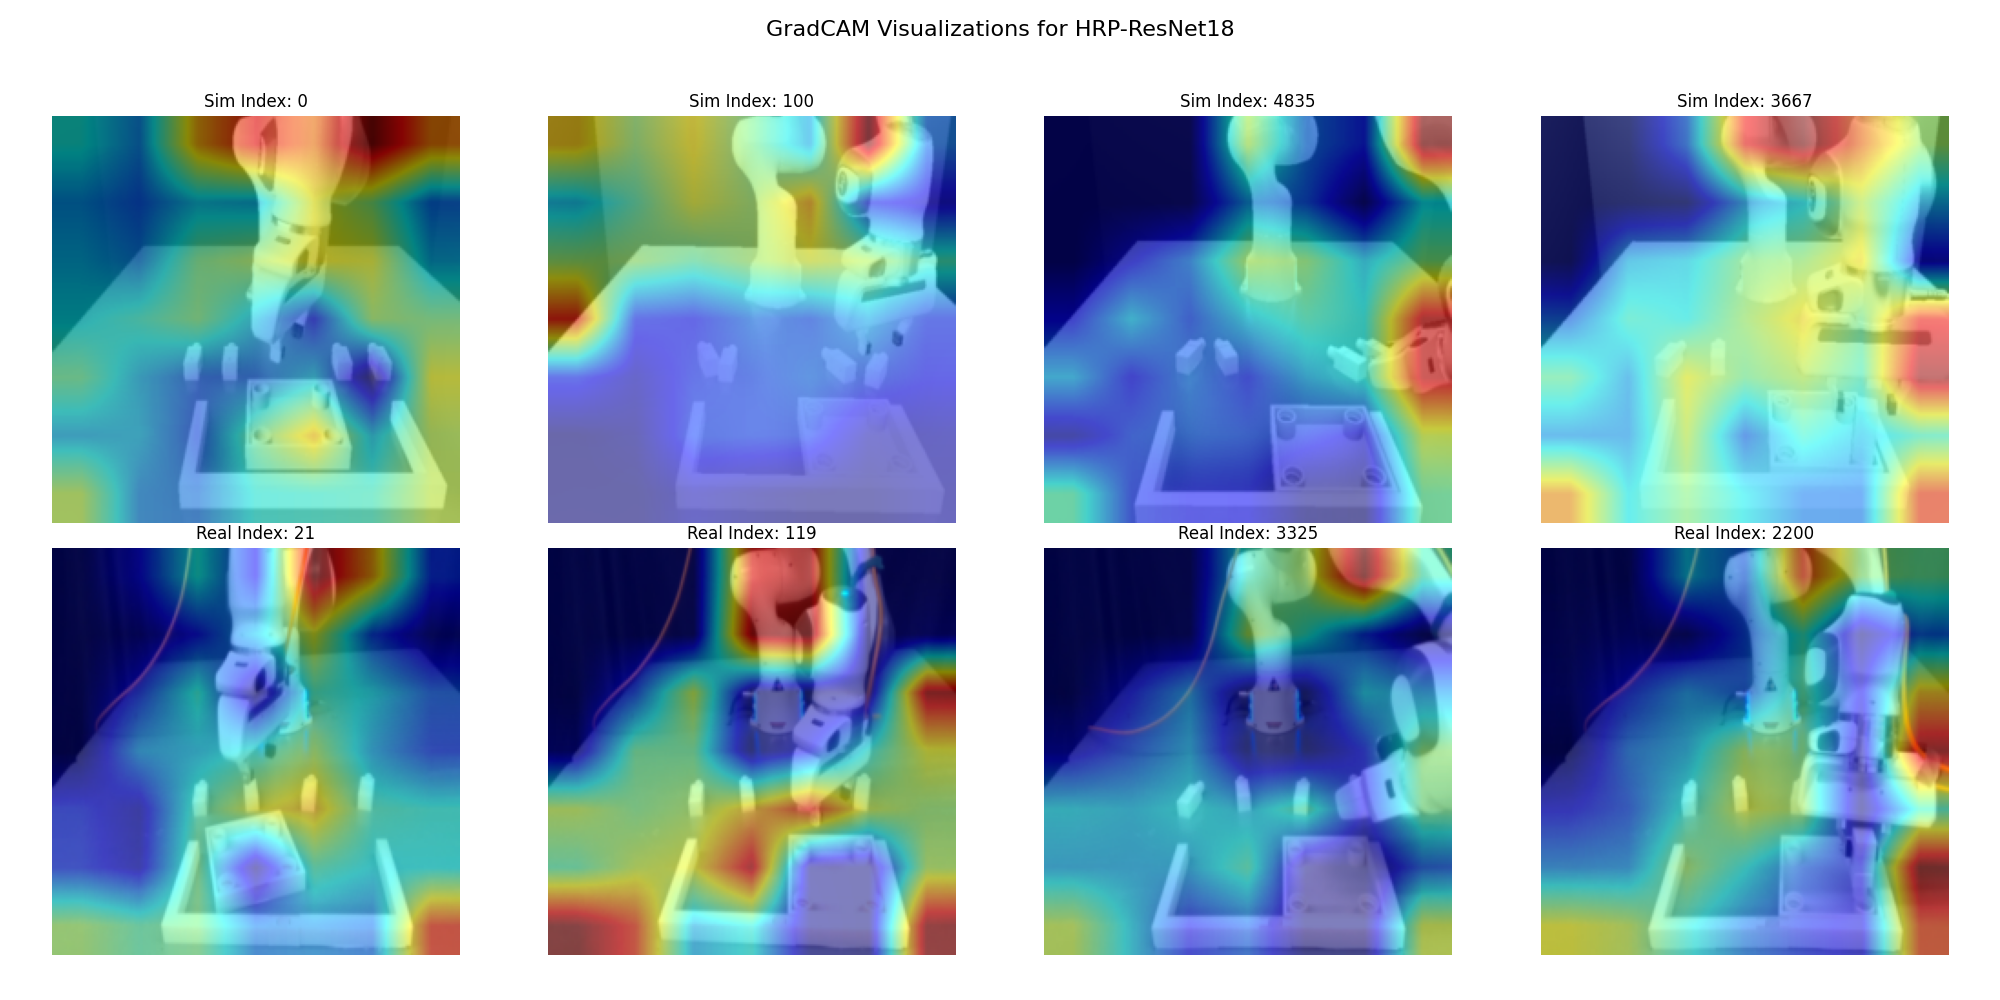 GradCAM Visualizations for HRP-ResNet18
Sim Index: 0
Sim Index: 100
Sim Index: 4835
Sim Index: 3667
Real Index: 21
Real Index: 119
Real Index: 3325
Real Index: 2200